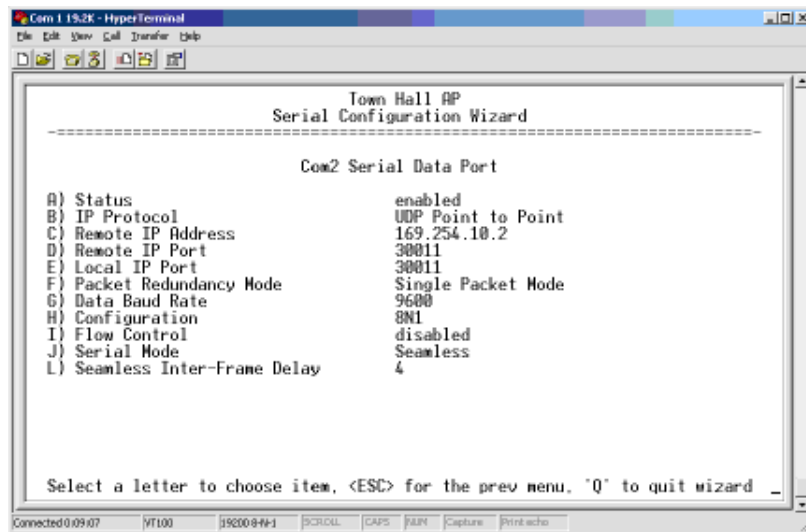 Com 1 19.2K - HyperTerminal
File Edit View Call Transfer Help
Town Hall AP
Serial Configuration Wizard
-==========================================================================-
Com2 Serial Data Port
A) Status enabled
B) IP Protocol UDP Point to Point
C) Remote IP Address 169.254.10.2
D) Remote IP Port 30011
E) Local IP Port 30011
F) Packet Redundancy Mode Single Packet Mode
G) Data Baud Rate 9600
H) Configuration 8N1
I) Flow Control disabled
J) Serial Mode Seamless
L) Seamless Inter-Frame Delay 4
Select a letter to choose item, <ESC> for the prev menu, 'Q' to quit wizard _
Connected 0:09:07 VT100 19200 8-N-1 SCROLL CAPS NUM Capture Print echo